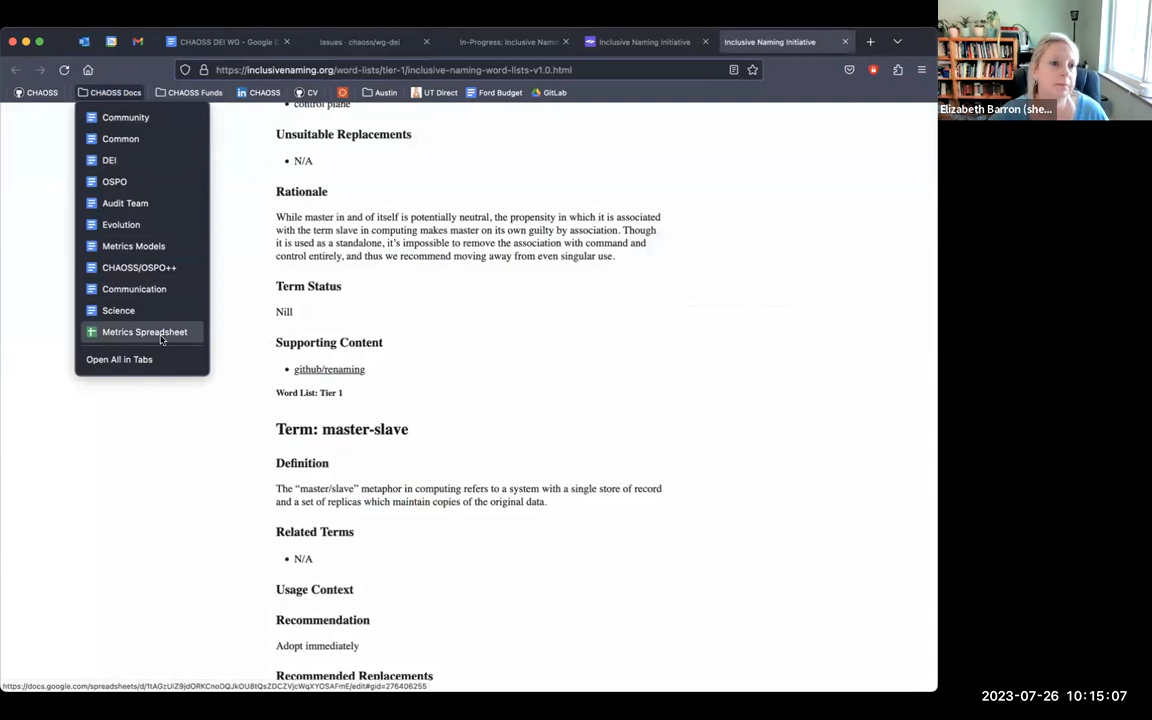 CHAOSS DEI WG - Google D
Issues · chaoss/wg-dei
In-Progress: Inclusive Namin
Inclusive Naming Initiative
Inclusive Naming Initiative
https://inclusivenaming.org/word-lists/tier-1/inclusive-naming-word-lists-v1.0.html
CHAOSS
CHAOSS Docs
CHAOSS Funds
CHAOSS
CV
Austin
UT Direct
Ford Budget
GitLab
Community
Common
DEI
OSPO
Audit Team
Evolution
Metrics Models
CHAOSS/OSPO++
Communication
Science
Metrics Spreadsheet
Open All in Tabs
control plane
Unsuitable Replacements
• N/A
Rationale
While master in and of itself is potentially neutral, the propensity in which it is associated
with the term slave in computing makes master on its own guilty by association. Though
it is used as a standalone, it's impossible to remove the association with command and
control entirely, and thus we recommend moving away from even singular use.
Term Status
Nill
Supporting Content
• github/renaming
Word List: Tier 1
Term: master-slave
Definition
The “master/slave” metaphor in computing refers to a system with a single store of record
and a set of replicas which maintain copies of the original data.
Related Terms
• N/A
Usage Context
Recommendation
Adopt immediately
Recommended Replacements
Elizabeth Barron (she...
2023-07-26 10:15:07